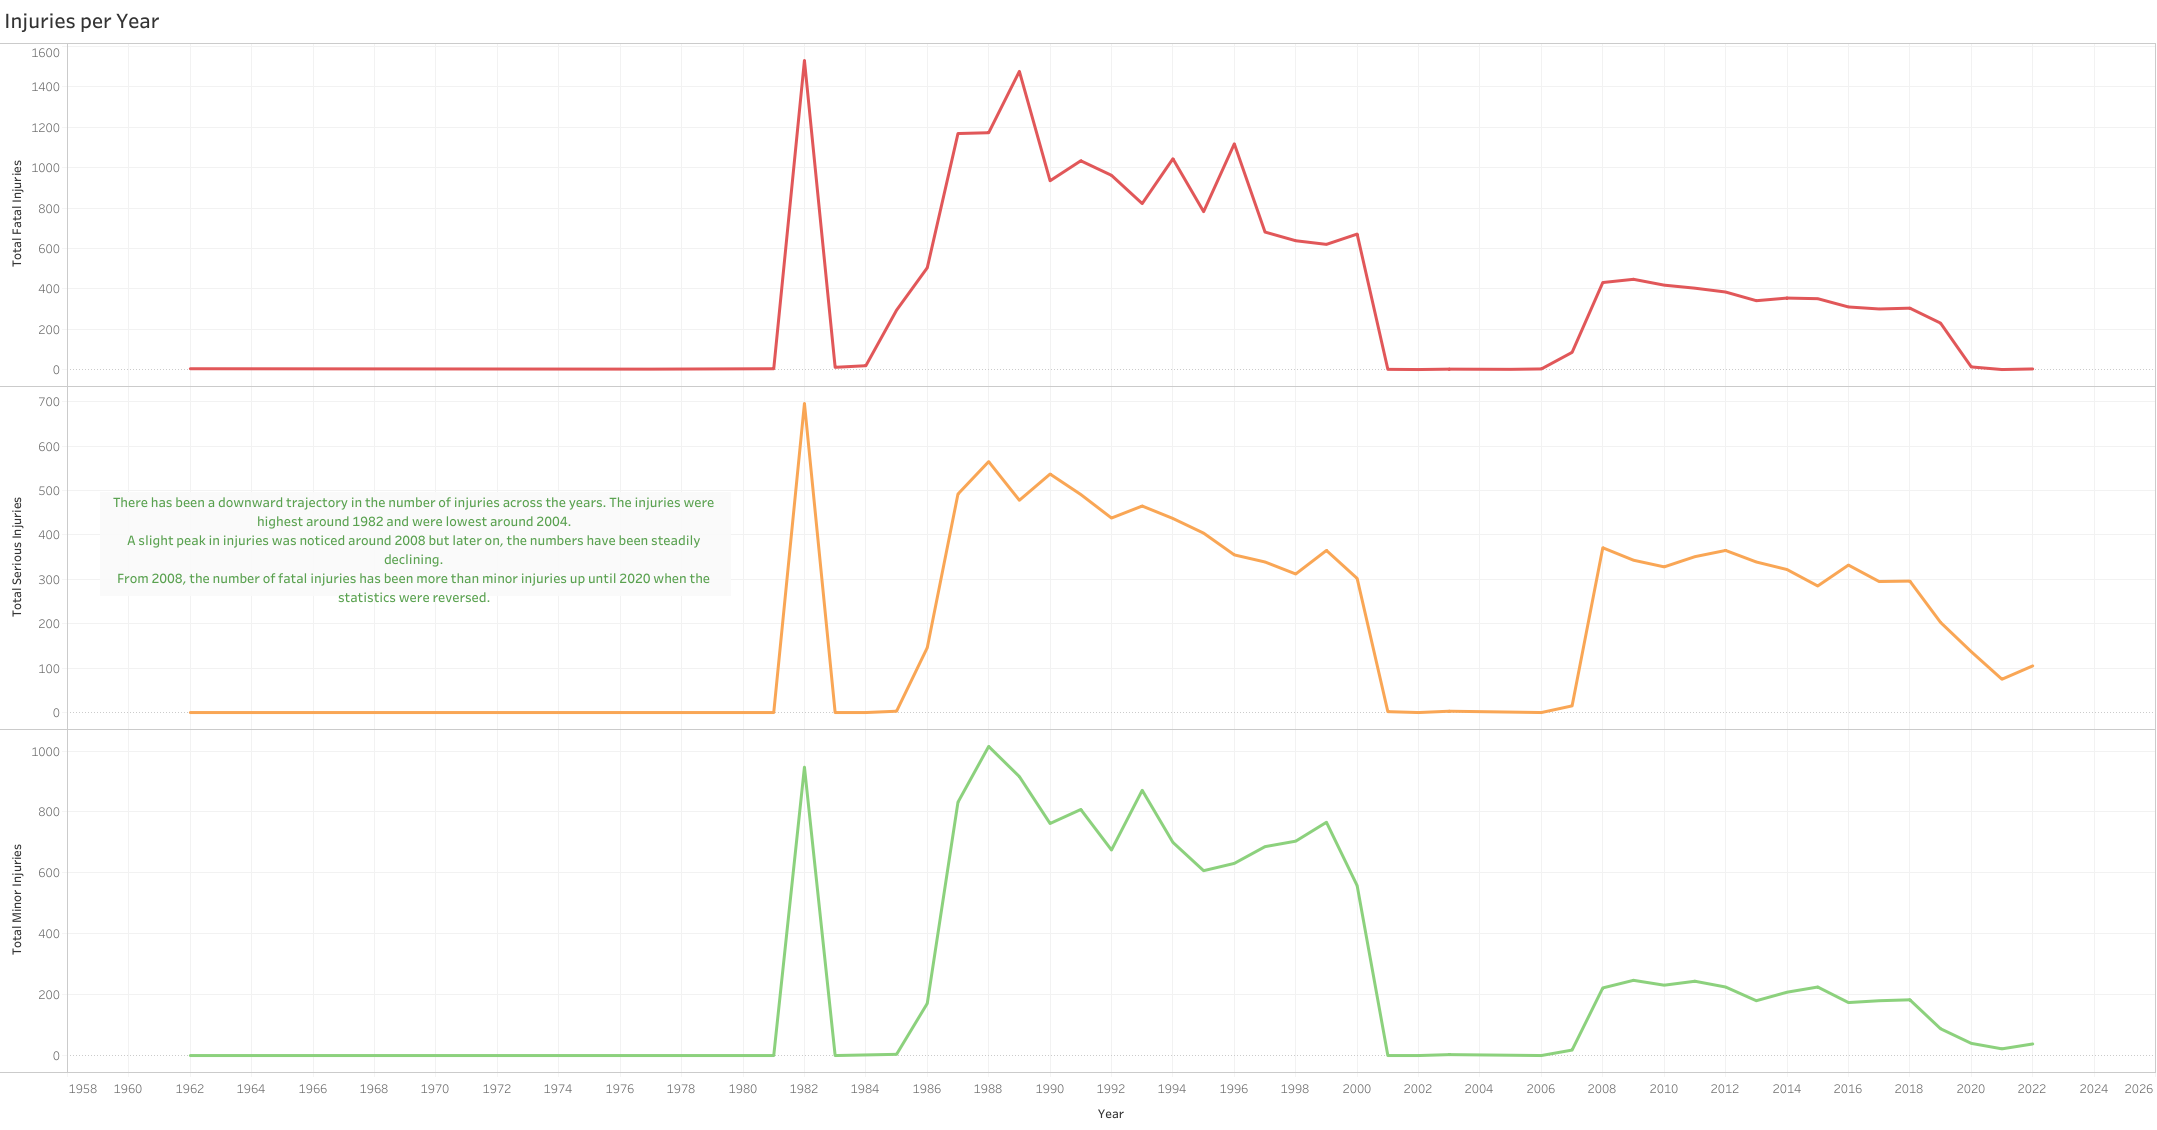 Injuries per Year
1600
1400
1200
1000
800
600
400
200
0
Total Fatal Injuries
700
600
500
400
300
200
100
0
Total Serious Injuries
There has been a downward trajectory in the number of injuries across the years. The injuries were
highest around 1982 and were lowest around 2004.
A slight peak in injuries was noticed around 2008 but later on, the numbers have been steadily
declining.
From 2008, the number of fatal injuries has been more than minor injuries up until 2020 when the
statistics were reversed.
1000
800
600
400
200
0
Total Minor Injuries
1958 1960 1962 1964 1966 1968 1970 1972 1974 1976 1978 1980 1982 1984 1986 1988 1990 1992 1994 1996 1998 2000 2002 2004 2006 2008 2010 2012 2014 2016 2018 2020 2022 2024 2026
Year